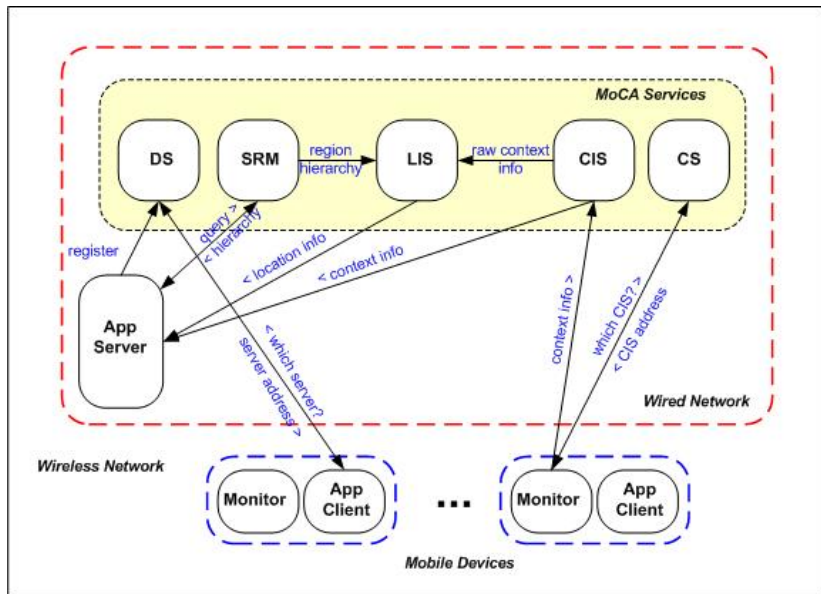 MoCA Services
DS
SRM
region
hierarchy
LIS
raw context
info
CIS
CS
register
query >
< hierarchy
< location info
< context info
App
Server
< which server?
server address >
context info >
which CIS? >
< CIS address
Wired Network
Wireless Network
Monitor
App
Client
...
Monitor
App
Client
Mobile Devices